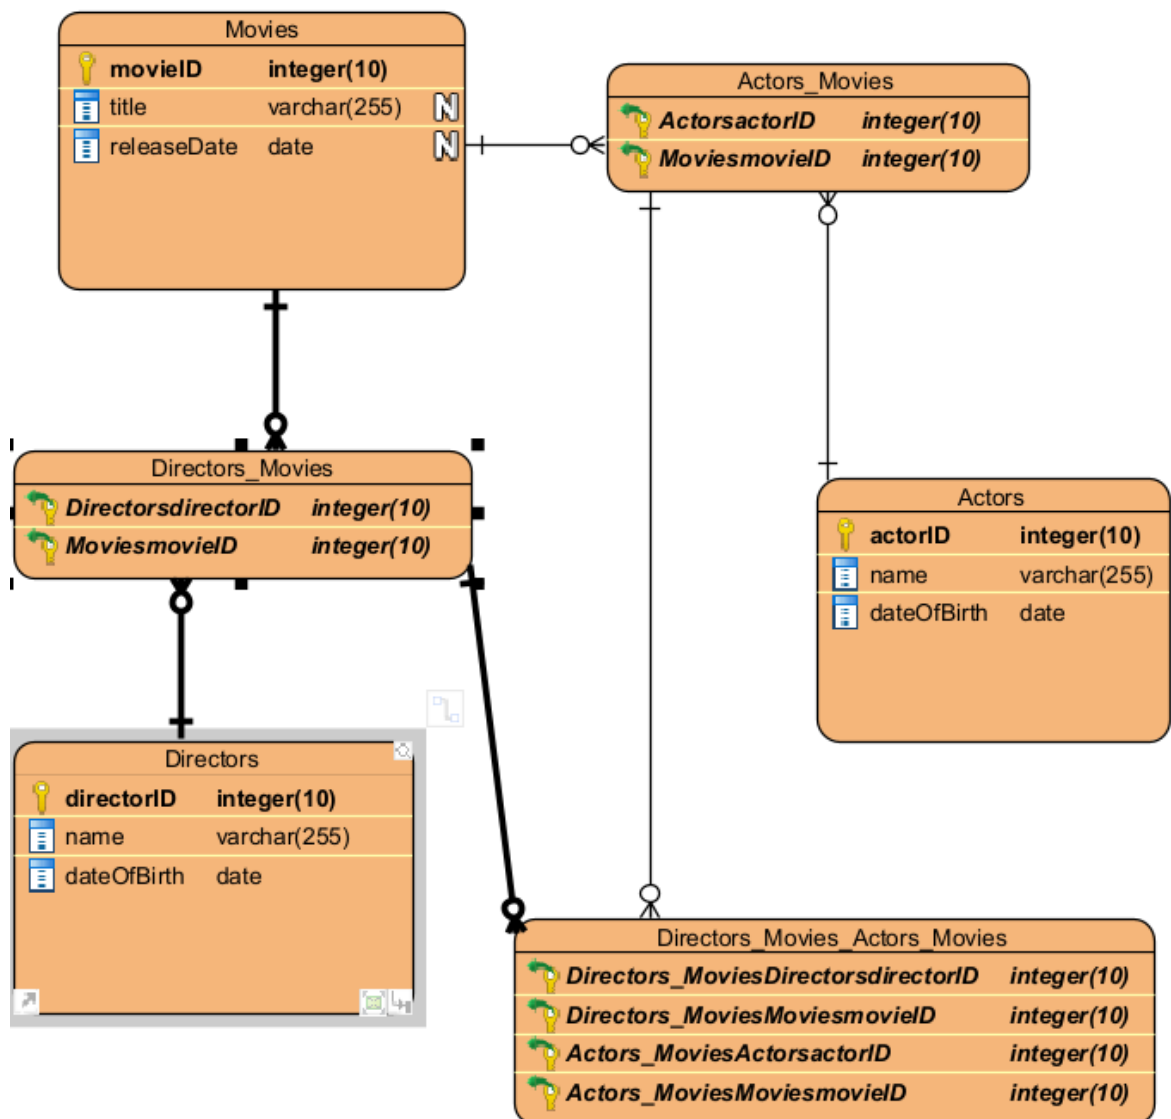 Movies
movieID integer(10)
title varchar(255) N
releaseDate date N
Actors_Movies
ActorsactorID integer(10)
MoviesmovieID integer(10)
Directors_Movies
DirectorsdirectorID integer(10)
MoviesmovieID integer(10)
Actors
actorID integer(10)
name varchar(255)
dateOfBirth date
Directors
directorID integer(10)
name varchar(255)
dateOfBirth date
Directors_Movies_Actors_Movies
Directors_MoviesDirectorsdirectorID integer(10)
Directors_MoviesMoviesmovieID integer(10)
Actors_MoviesActorsactorID integer(10)
Actors_MoviesMoviesmovieID integer(10)